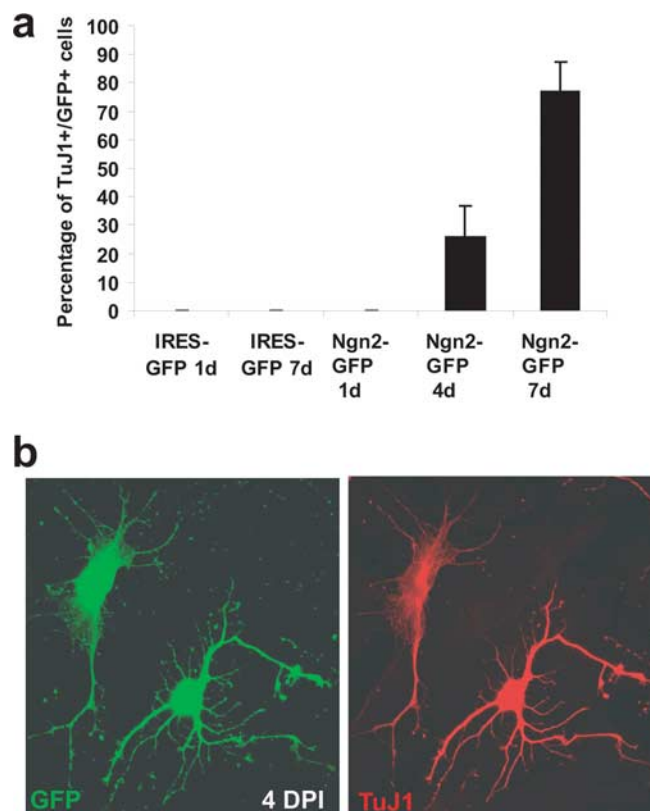 a
Percentage of TuJ1+/GFP+ cells
100
90
80
70
60
50
40
30
20
10
0
IRES-
GFP 1d
IRES-
GFP 7d
Ngn2-
GFP
1d
Ngn2-
GFP
4d
Ngn2-
GFP
7d
b
GFP
4 DPI
TuJ1